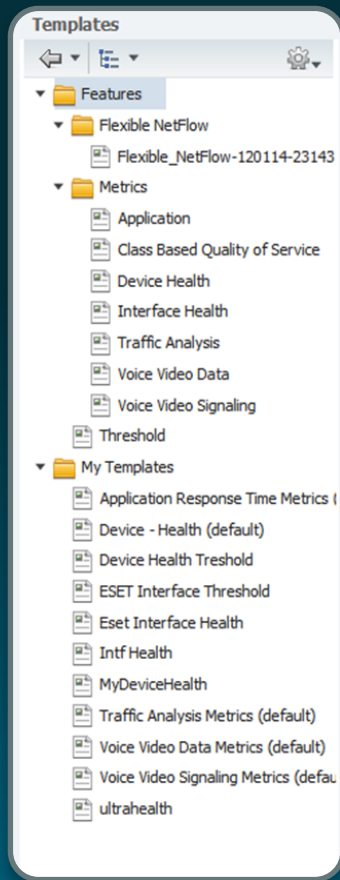 Templates
Features
Flexible NetFlow
Flexible_NetFlow-120114-23143
Metrics
Application
Class Based Quality of Service
Device Health
Interface Health
Traffic Analysis
Voice Video Data
Voice Video Signaling
Threshold
My Templates
Application Response Time Metrics (
Device - Health (default)
Device Health Treshold
ESET Interface Threshold
Eset Interface Health
Intf Health
MyDeviceHealth
Traffic Analysis Metrics (default)
Voice Video Data Metrics (default)
Voice Video Signaling Metrics (defau
ultrahealth